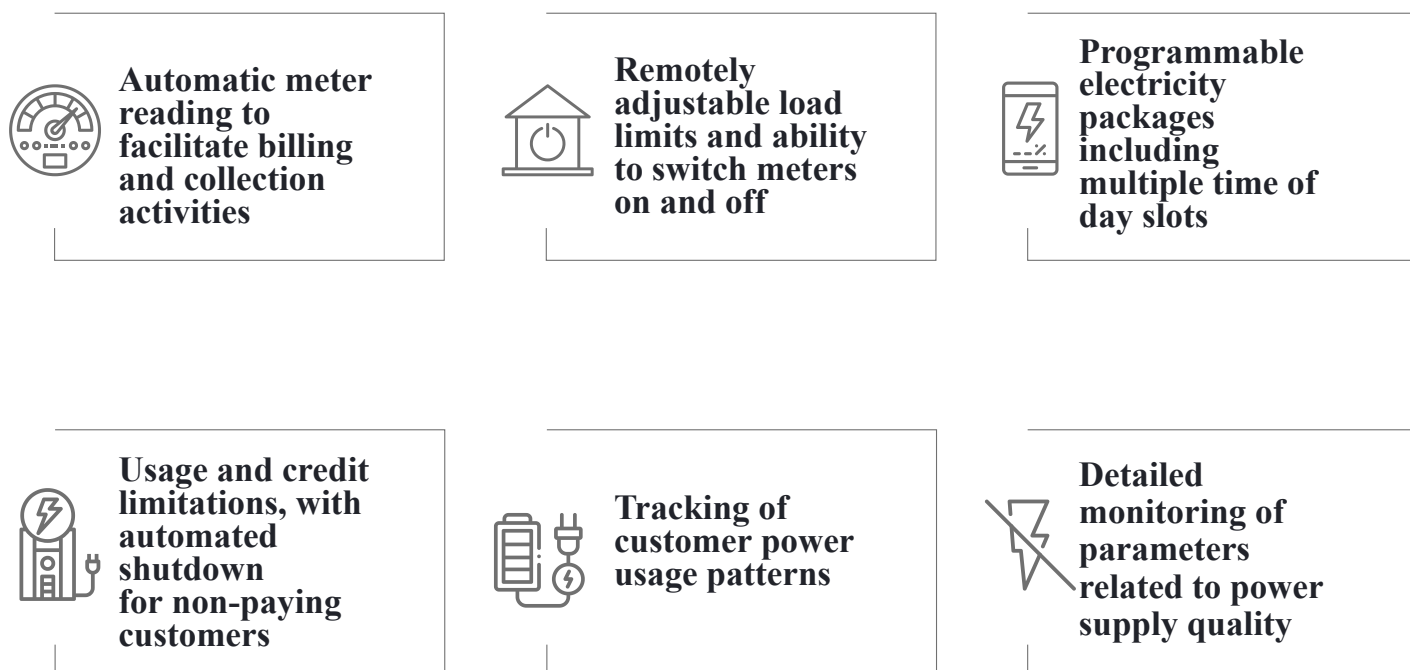 Automatic meter
reading to
facilitate billing
and collection
activities
Remotely
adjustable load
limits and ability
to switch meters
on and off
Programmable
electricity
packages
including
multiple time of
day slots
Usage and credit
limitations, with
automated
shutdown
for non-paying
customers
Tracking of
customer power
usage patterns
Detailed
monitoring of
parameters
related to power
supply quality